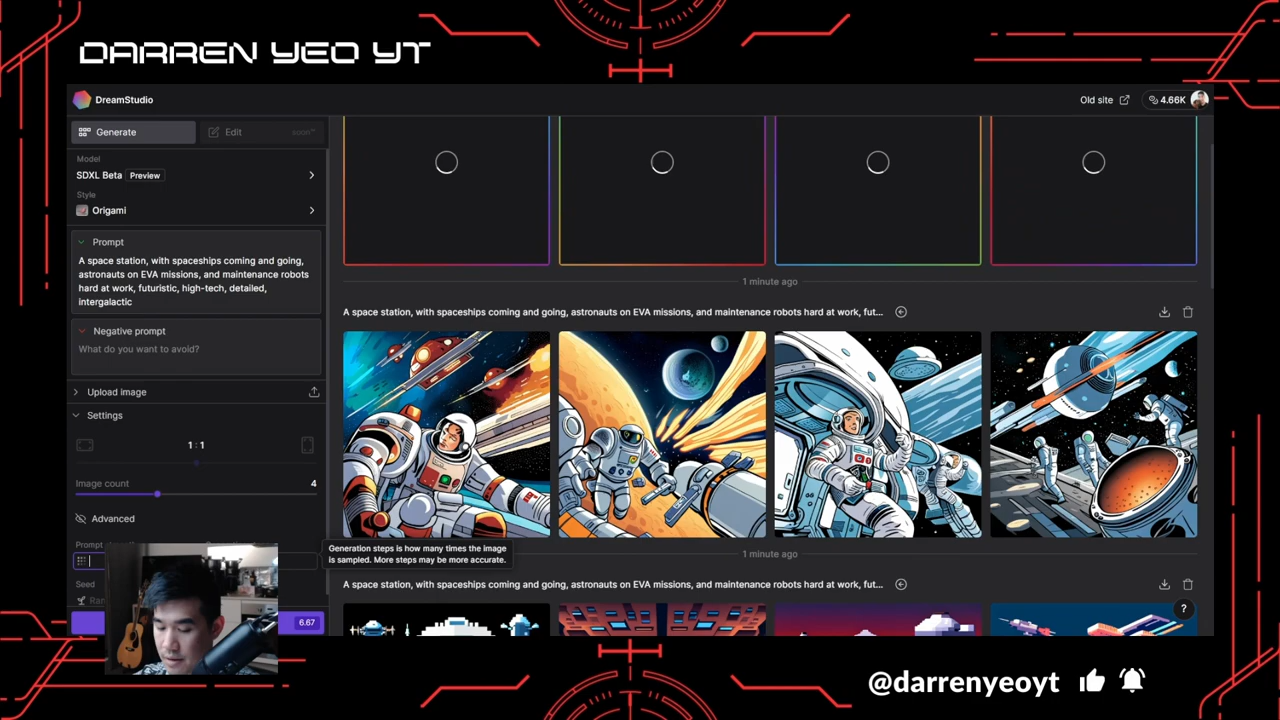 DARREN YEO YT
DreamStudio
Old site
4.66K
Generate
Edit
soon™
Model
SDXL Beta Preview
Style
Origami
Prompt
A space station, with spaceships coming and going,
astronauts on EVA missions, and maintenance robots
hard at work, futuristic, high-tech, detailed,
intergalactic
Negative prompt
What do you want to avoid?
Upload image
Settings
1 : 1
Image count 4
Advanced
Prompt
Generation steps is how many times the image
is sampled. More steps may be more accurate.
Seed
6.67
1 minute ago
A space station, with spaceships coming and going, astronauts on EVA missions, and maintenance robots hard at work, fut...
1 minute ago
A space station, with spaceships coming and going, astronauts on EVA missions, and maintenance robots hard at work, fut...
?
@darrenyeoyt